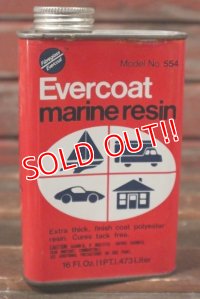 Evercoat
Model No 554
Evercoat
marine resin
SOLD OUT!!
Extra thick, finish coat polyester
resin. Cures tack free.
16 Fl. Oz. (1 PT.) .473 Liter